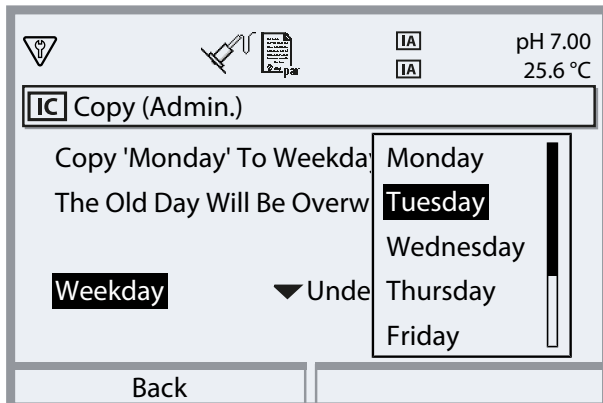 IA
pH 7.00
par
IA
25.6 °C
IC Copy (Admin.)
Copy 'Monday' To Weekday
Monday
The Old Day Will Be Overw
Tuesday
Wednesday
Weekday
Unde
Thursday
Friday
Back